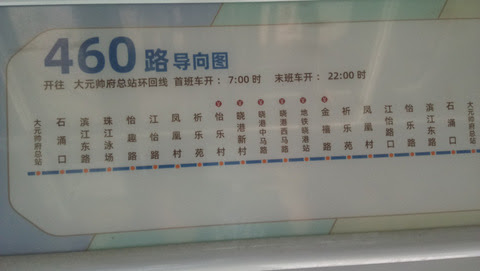 460 路 导向图
开往 大元帅府总站环回线 首班车开： 7:00 时 末班车开： 22:00 时
大元帅府总站
石涌口
滨江东路
珠江泳场
怡趣路
江怡路
凤凰村
祈乐苑
怡乐村
晓港新村
晓港中马路
晓港西马路
地铁晓港站
金禧路
祈乐苑
凤凰村
江怡路
怡乐路
滨江东路
石涌口
大元帅府总站